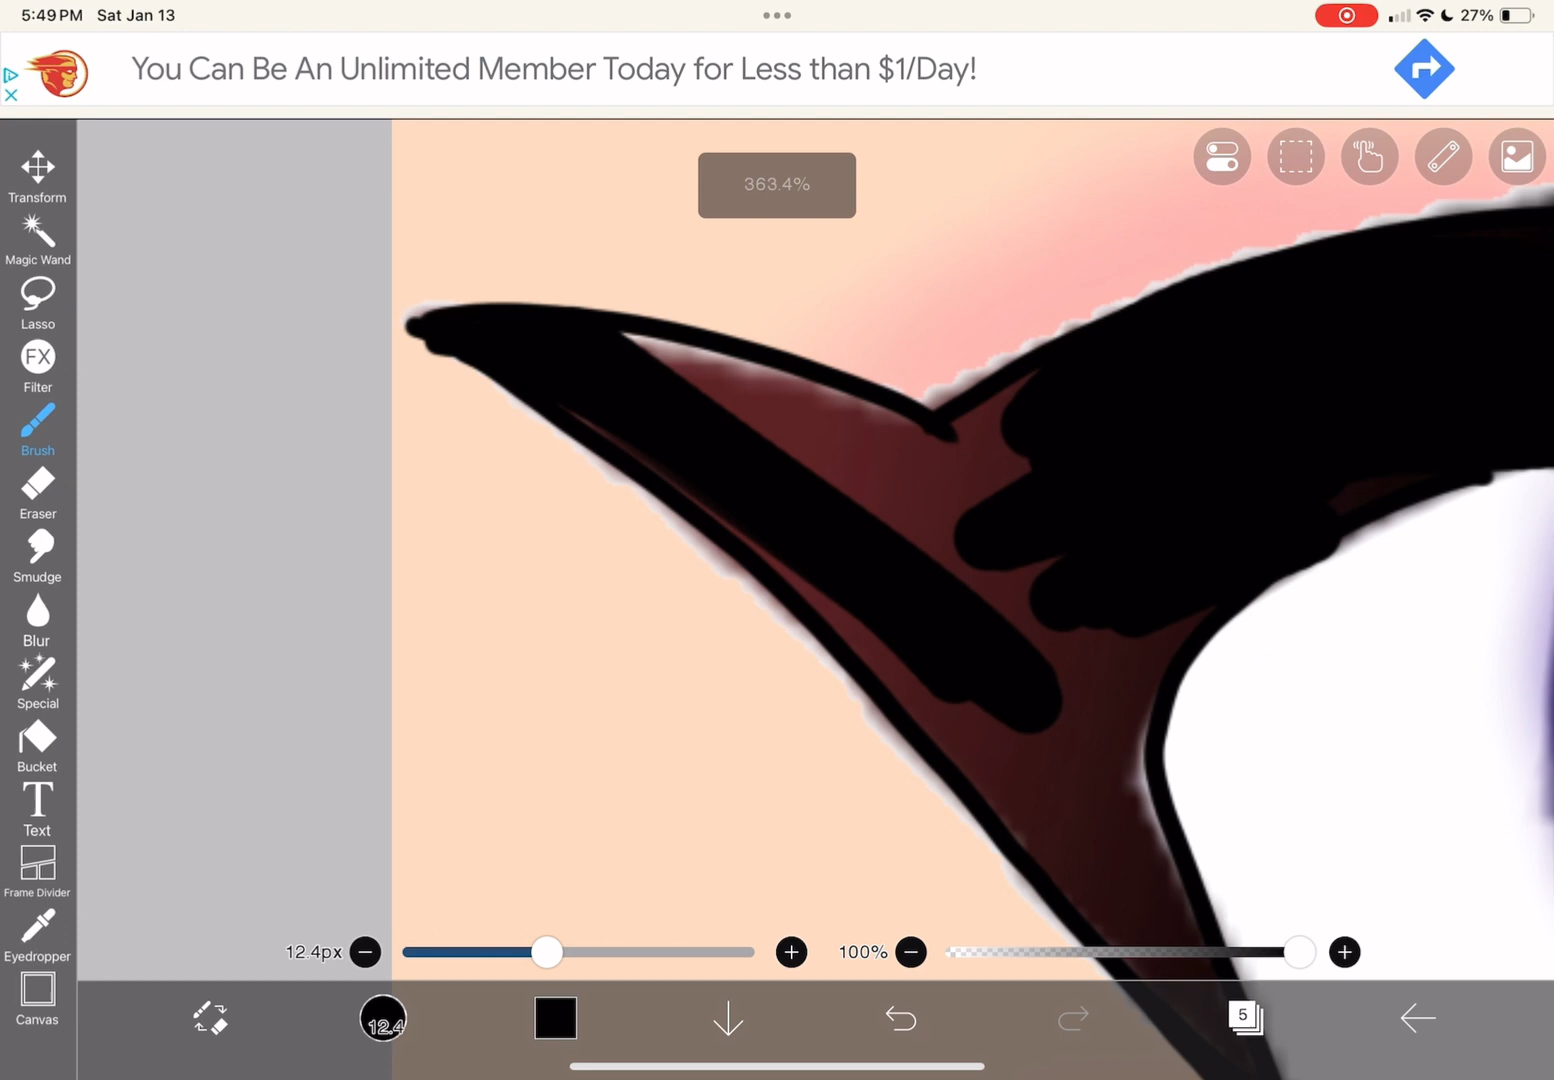 5:49 PM Sat Jan 13
27%
You Can Be An Unlimited Member Today for Less than $1/Day!
363.4%
Transform
Magic Wand
Lasso
FX
Filter
Brush
Eraser
Smudge
Blur
Special
Bucket
T
Text
Frame Divider
Eyedropper
Canvas
12.4px
100%
12.4
5